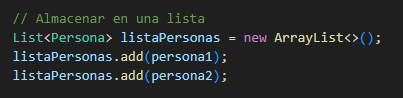 // Almacenar en una lista
List<Persona> listaPersonas = new ArrayList<>();
listaPersonas.add(persona1);
listaPersonas.add(persona2);